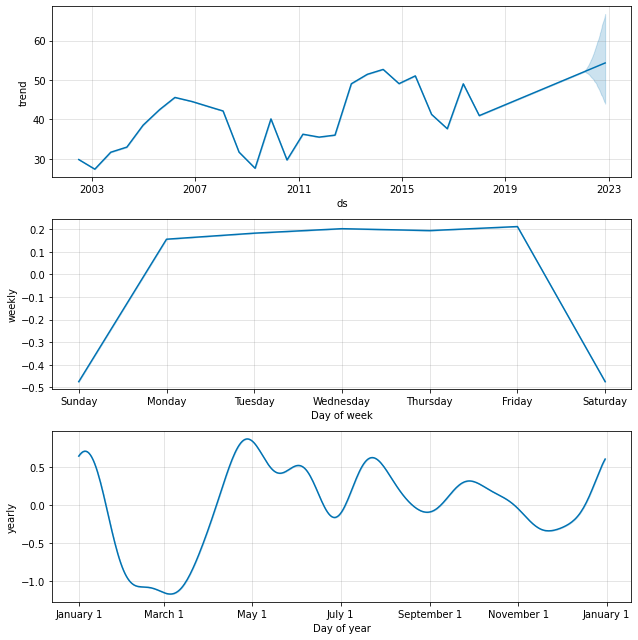 60
50
40
30
trend
2003 2007 2011 2015 2019 2023
ds
0.2
0.1
0.0
−0.1
−0.2
−0.3
−0.4
−0.5
weekly
Sunday Monday Tuesday Wednesday Thursday Friday Saturday
Day of week
0.5
0.0
−0.5
−1.0
yearly
January 1 March 1 May 1 July 1 September 1 November 1 January 1
Day of year